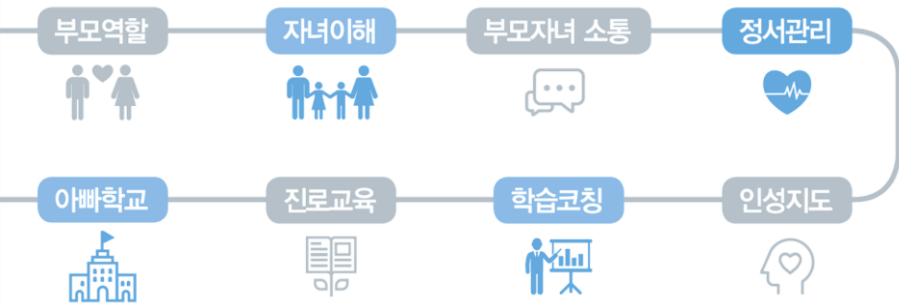 부모역할
자녀이해
부모자녀 소통
정서관리
아빠학교
진로교육
학습코칭
인성지도